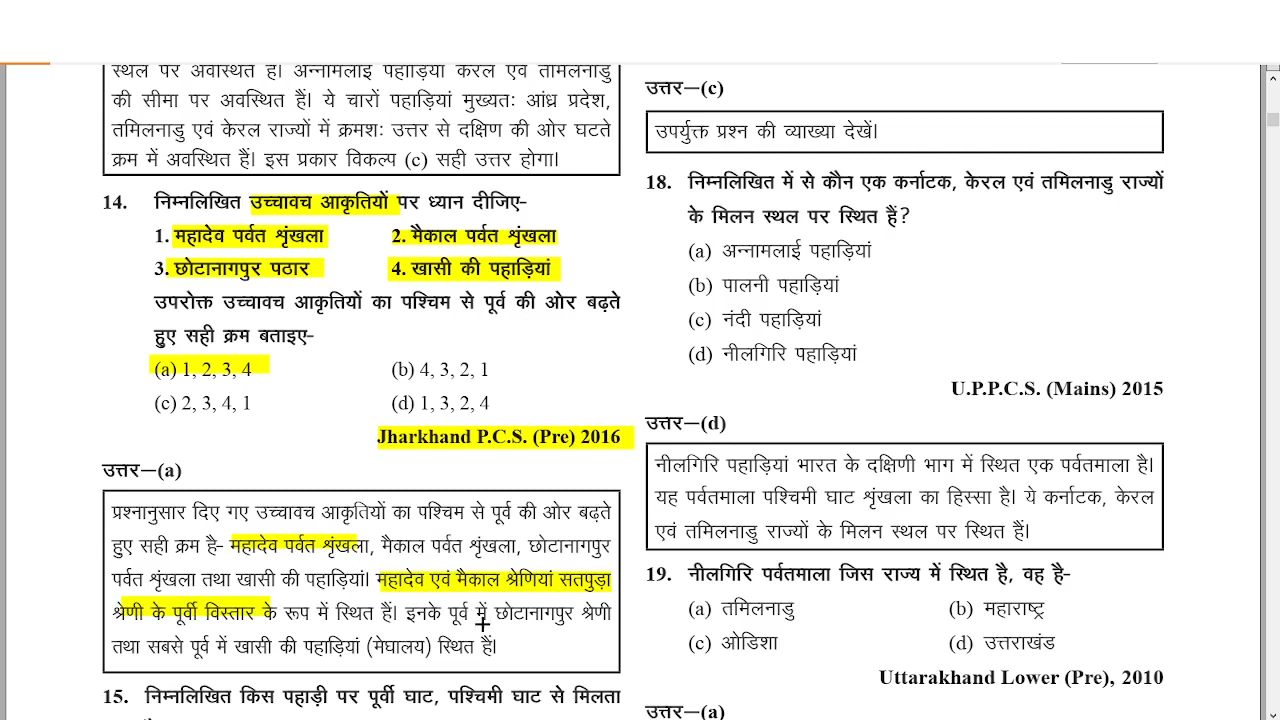 स्थल पर अवस्थित है। अन्नामलाई पहाड़ियां केरल एवं तमिलनाडु
की सीमा पर अवस्थित हैं। ये चारों पहाड़ियां मुख्यतः आंध्र प्रदेश,
तमिलनाडु एवं केरल राज्यों में क्रमशः उत्तर से दक्षिण की ओर घटते
क्रम में अवस्थित हैं। इस प्रकार विकल्प (c) सही उत्तर होगा।
14. निम्नलिखित उच्चावच आकृतियों पर ध्यान दीजिए-
1. महादेव पर्वत शृंखला 2. मैकाल पर्वत शृंखला
3. छोटानागपुर पठार 4. खासी की पहाड़ियां
उपरोक्त उच्चावच आकृतियों का पश्चिम से पूर्व की ओर बढ़ते
हुए सही क्रम बताइए-
(a) 1, 2, 3, 4 (b) 4, 3, 2, 1
(c) 2, 3, 4, 1 (d) 1, 3, 2, 4
Jharkhand P.C.S. (Pre) 2016
उत्तर—(a)
प्रश्नानुसार दिए गए उच्चावच आकृतियों का पश्चिम से पूर्व की ओर बढ़ते
हुए सही क्रम है- महादेव पर्वत शृंखला, मैकाल पर्वत शृंखला, छोटानागपुर
पर्वत शृंखला तथा खासी की पहाड़ियां। महादेव एवं मैकाल श्रेणियां सतपुड़ा
श्रेणी के पूर्वी विस्तार के रूप में स्थित हैं। इनके पूर्व में छोटानागपुर श्रेणी
तथा सबसे पूर्व में खासी की पहाड़ियां (मेघालय) स्थित हैं।
15. निम्नलिखित किस पहाड़ी पर पूर्वी घाट, पश्चिमी घाट से मिलता
उत्तर—(c)
उपर्युक्त प्रश्न की व्याख्या देखें।
18. निम्नलिखित में से कौन एक कर्नाटक, केरल एवं तमिलनाडु राज्यों
के मिलन स्थल पर स्थित हैं?
(a) अन्नामलाई पहाड़ियां
(b) पालनी पहाड़ियां
(c) नंदी पहाड़ियां
(d) नीलगिरि पहाड़ियां
U.P.P.C.S. (Mains) 2015
उत्तर—(d)
नीलगिरि पहाड़ियां भारत के दक्षिणी भाग में स्थित एक पर्वतमाला है।
यह पर्वतमाला पश्चिमी घाट शृंखला का हिस्सा है। ये कर्नाटक, केरल
एवं तमिलनाडु राज्यों के मिलन स्थल पर स्थित हैं।
19. नीलगिरि पर्वतमाला जिस राज्य में स्थित है, वह है-
(a) तमिलनाडु (b) महाराष्ट्र
(c) ओडिशा (d) उत्तराखंड
Uttarakhand Lower (Pre), 2010
उत्तर—(a)